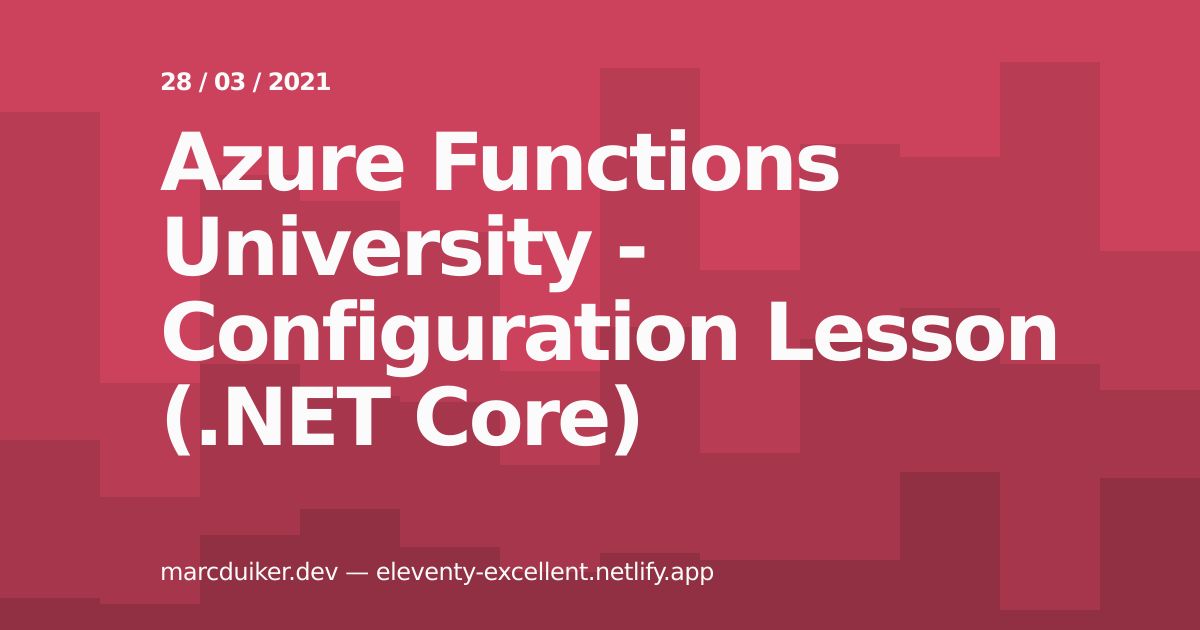 28 / 03 / 2021
Azure Functions
University -
Configuration Lesson
(.NET Core)
marcduiker.dev — eleventy-excellent.netlify.app